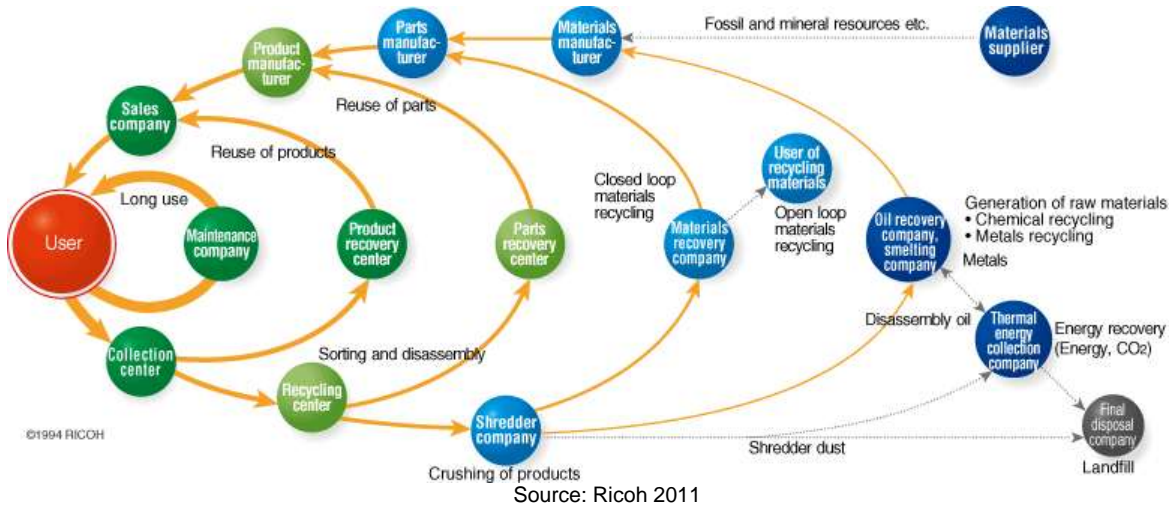 Fossil and mineral resources etc.
Materials
supplier
Materials
manufacturer
Parts
manufac-
turer
Product
manufac-
turer
Sales
company
Reuse of parts
Reuse of products
Long use
User
Maintenance
company
Product
recovery
center
Parts
recovery
center
Closed loop
materials
recycling
Materials
recovery
company
User of
recycling
materials
Open loop
materials
recycling
Oil recovery
company,
smelting
company
Generation of raw materials
• Chemical recycling
• Metals recycling
Metals
Disassembly oil
Thermal
energy
collection
company
Energy recovery
(Energy, CO2)
Collection
center
Sorting and disassembly
Recycling
center
Shredder
company
Crushing of products
Shredder dust
Final
disposal
company
Landfill
©1994 RICOH
Source: Ricoh 2011